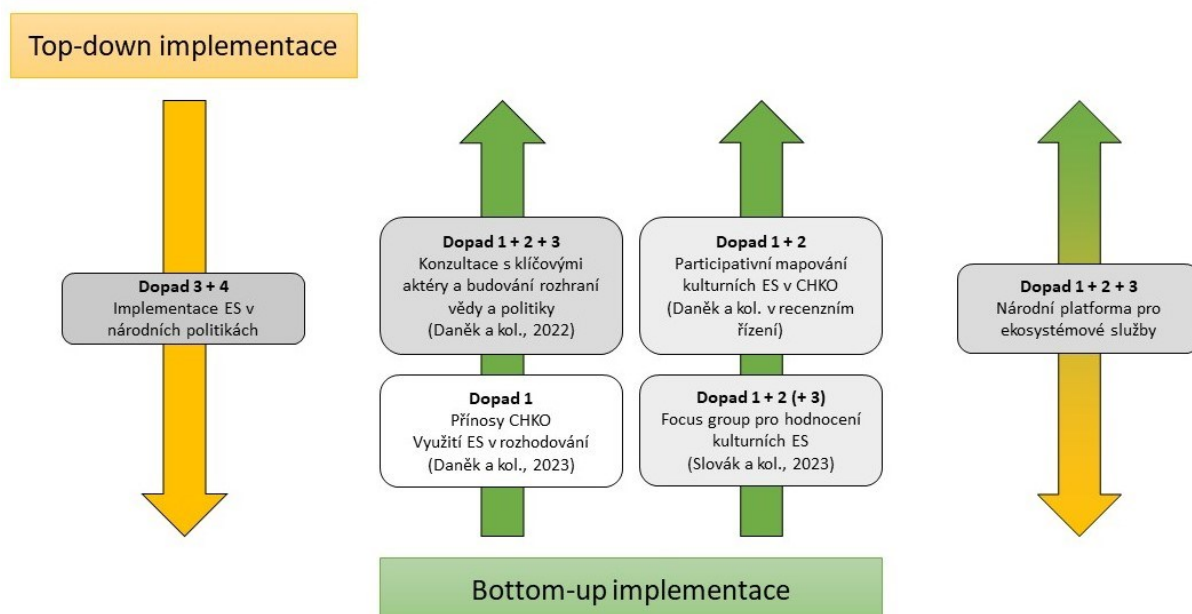 Top-down implementace
Dopad 3 + 4
Implementace ES v
národních politikách
Dopad 1 + 2 + 3
Konzultace s klíčovými
aktéry a budování rozhraní
vědy a politiky
(Daněk a kol., 2022)
Dopad 1
Přínosy CHKO
Využití ES v rozhodování
(Daněk a kol., 2023)
Dopad 1 + 2
Participativní mapování
kulturních ES v CHKO
(Daněk a kol. v recenzním
řízení)
Dopad 1 + 2 (+ 3)
Focus group pro hodnocení
kulturních ES
(Slovák a kol., 2023)
Dopad 1 + 2 + 3
Národní platforma pro
ekosystémové služby
Bottom-up implementace